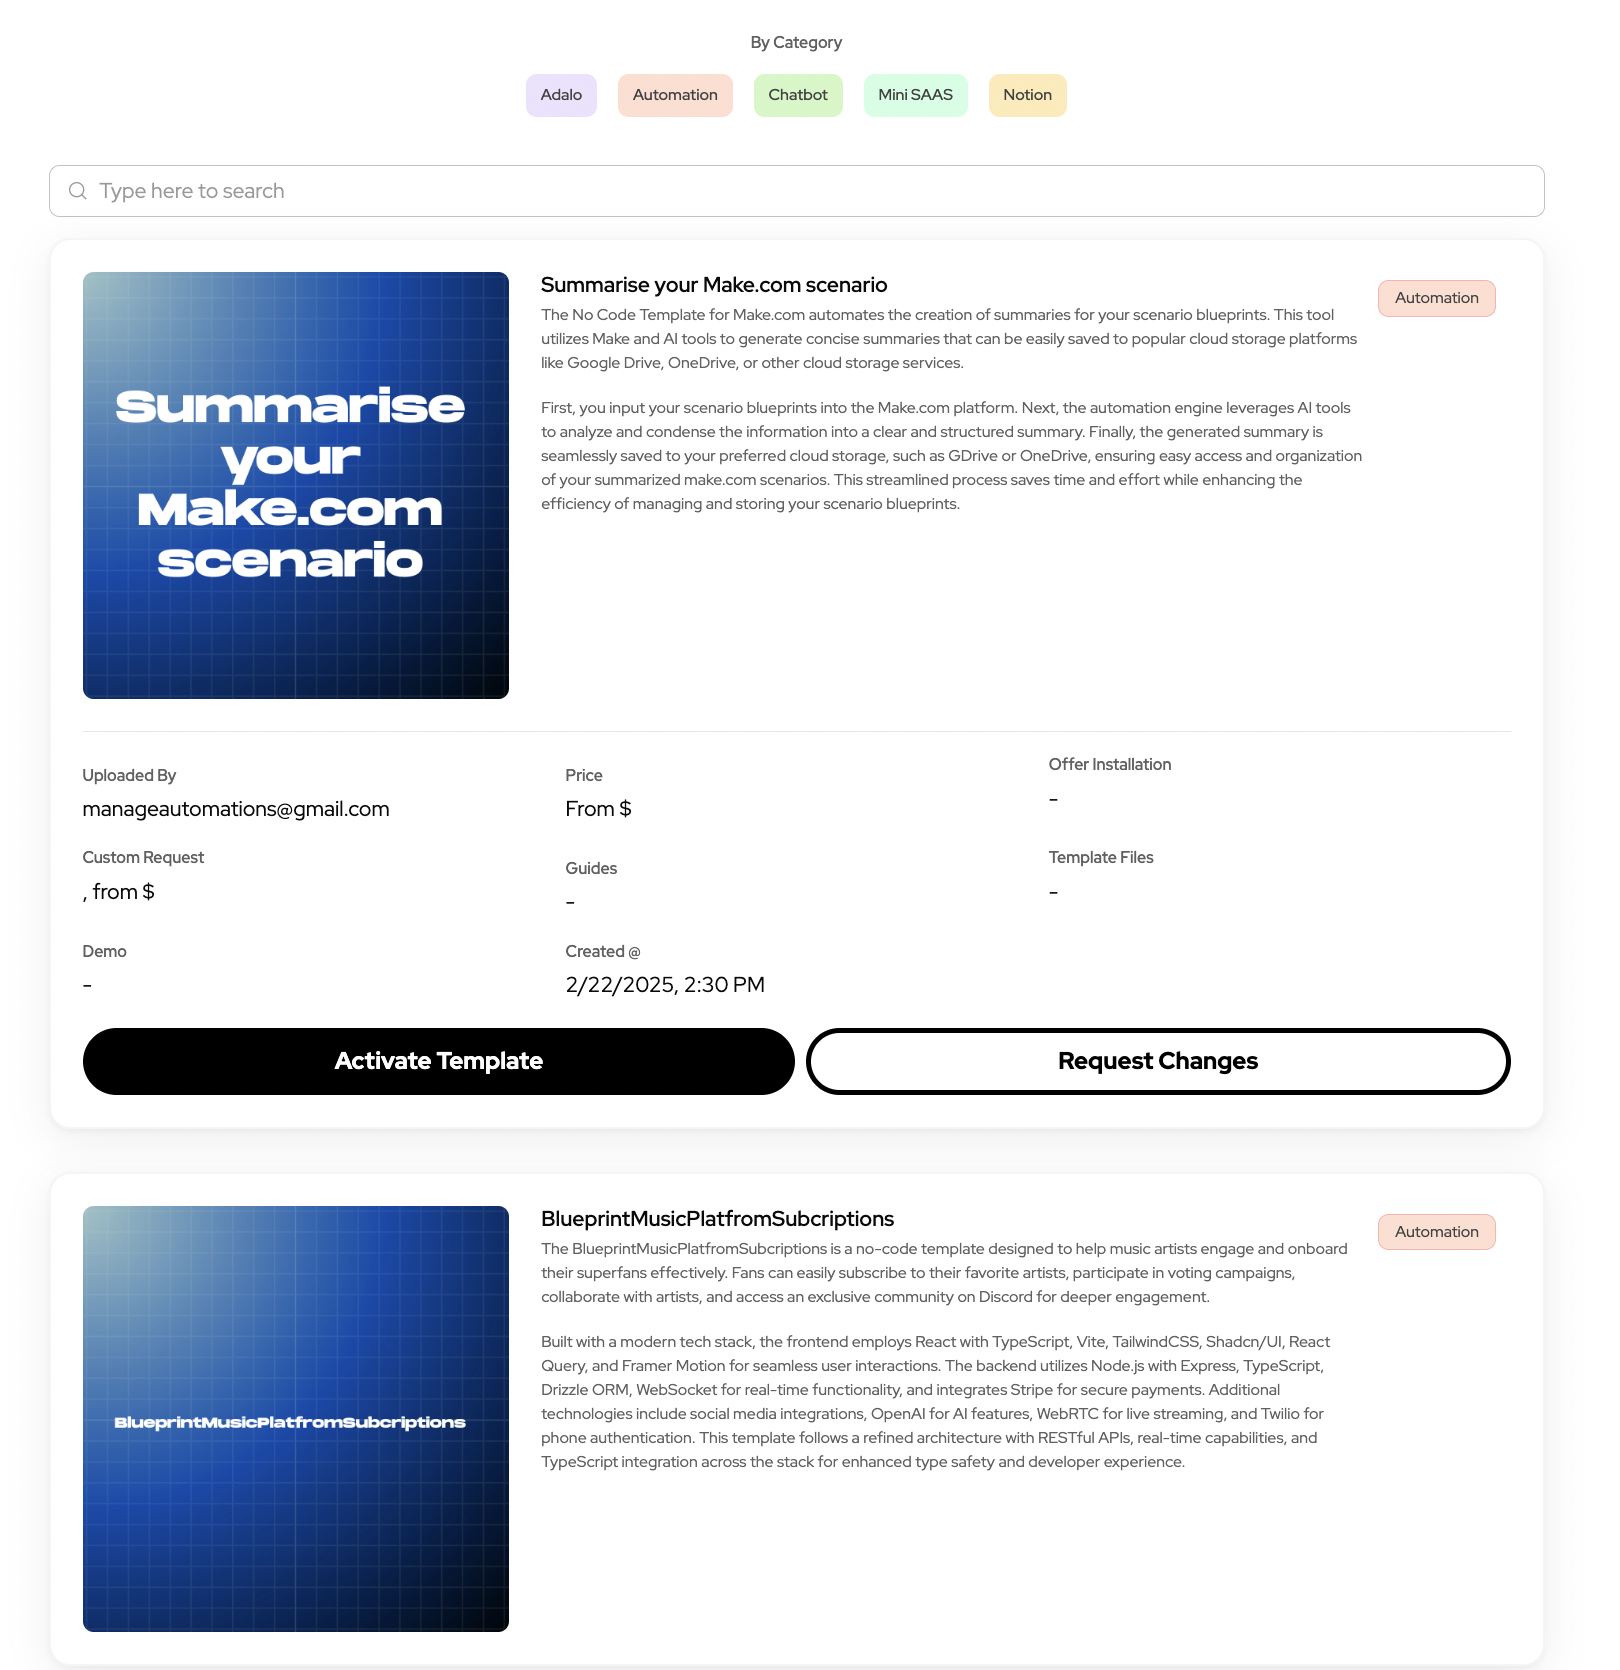 By Category
Adalo
Automation
Chatbot
Mini SAAS
Notion
Type here to search
Summarise
your
Make.com
scenario
Summarise your Make.com scenario
Automation
The No Code Template for Make.com automates the creation of summaries for your scenario blueprints. This tool
utilizes Make and AI tools to generate concise summaries that can be easily saved to popular cloud storage platforms
like Google Drive, OneDrive, or other cloud storage services.
First, you input your scenario blueprints into the Make.com platform. Next, the automation engine leverages AI tools
to analyze and condense the information into a clear and structured summary. Finally, the generated summary is
seamlessly saved to your preferred cloud storage, such as GDrive or OneDrive, ensuring easy access and organization
of your summarized make.com scenarios. This streamlined process saves time and effort while enhancing the
efficiency of managing and storing your scenario blueprints.
Uploaded By
manageautomations@gmail.com
Price
From $
Offer Installation
-
Custom Request
, from $
Guides
-
Template Files
-
Demo
-
Created @
2/22/2025, 2:30 PM
Activate Template
Request Changes
BlueprintMusicPlatfromSubcriptions
BlueprintMusicPlatfromSubcriptions
Automation
The BlueprintMusicPlatfromSubcriptions is a no-code template designed to help music artists engage and onboard
their superfans effectively. Fans can easily subscribe to their favorite artists, participate in voting campaigns,
collaborate with artists, and access an exclusive community on Discord for deeper engagement.
Built with a modern tech stack, the frontend employs React with TypeScript, Vite, TailwindCSS, Shadcn/UI, React
Query, and Framer Motion for seamless user interactions. The backend utilizes Node.js with Express, TypeScript,
Drizzle ORM, WebSocket for real-time functionality, and integrates Stripe for secure payments. Additional
technologies include social media integrations, OpenAI for AI features, WebRTC for live streaming, and Twilio for
phone authentication. This template follows a refined architecture with RESTful APIs, real-time capabilities, and
TypeScript integration across the stack for enhanced type safety and developer experience.